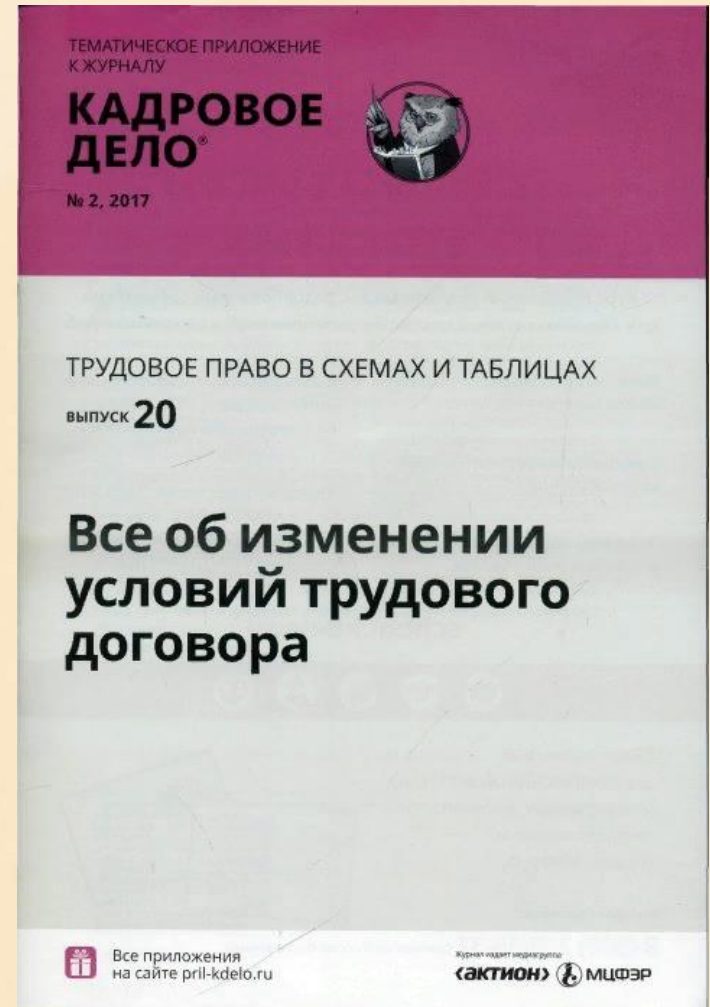 ТЕМАТИЧЕСКОЕ ПРИЛОЖЕНИЕ
К ЖУРНАЛУ
КАДРОВОЕ
ДЕЛО®
№ 2, 2017
ТРУДОВОЕ ПРАВО В СХЕМАХ И ТАБЛИЦАХ
ВЫПУСК 20
Все об изменении
условий трудового
договора
Все приложения
на сайте pril-kdelo.ru
Журнал издает медиагруппа
‹АКТИОН› МЦФЭР